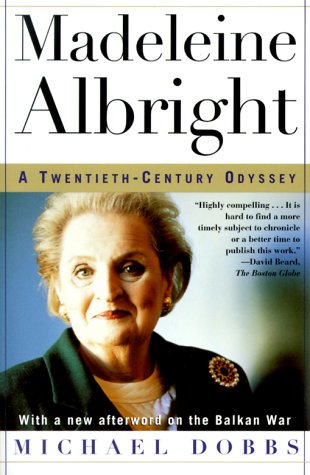 Madeleine
Albright
A TWENTIETH-CENTURY ODYSSEY
"Highly compelling . . . It is
hard to find a more
timely subject to chronicle
or a better time to
publish this work."
—David Beard,
The Boston Globe
With a new afterword on the Balkan War
MICHAEL DOBBS